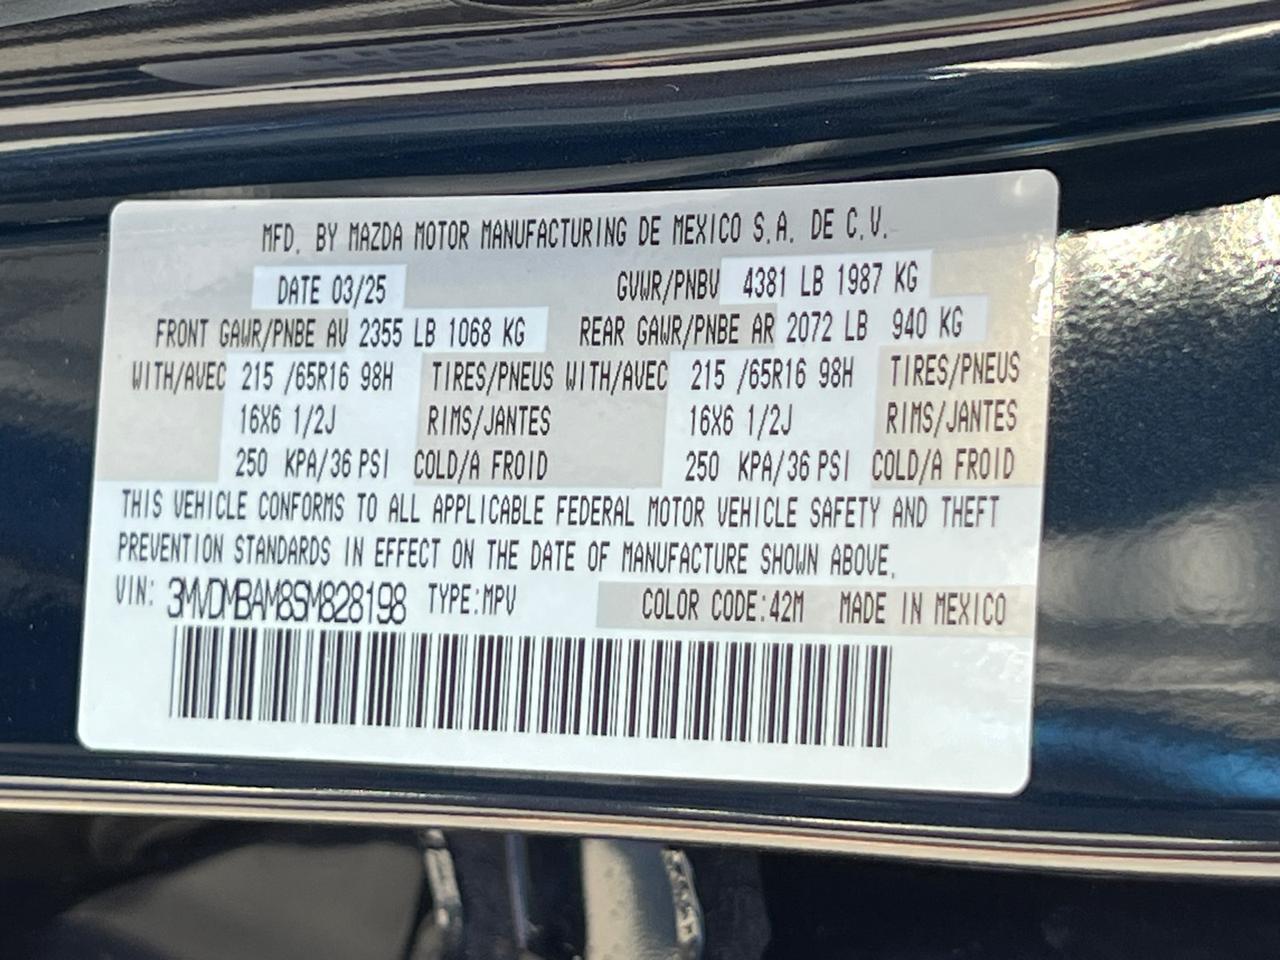 MFD. BY MAZDA MOTOR MANUFACTURING DE MEXICO S.A. DE C.V.
DATE 03/25 GVWR/PNBV 4381 LB 1987 KG
FRONT GAWR/PNBE AV 2355 LB 1068 KG REAR GAWR/PNBE AR 2072 LB 940 KG
WITH/AVEC 215 /65R16 98H TIRES/PNEUS WITH/AVEC 215 /65R16 98H TIRES/PNEUS
16X6 1/2J RIMS/JANTES 16X6 1/2J RIMS/JANTES
250 KPA/36 PSI COLD/A FROID 250 KPA/36 PSI COLD/A FROID
THIS VEHICLE CONFORMS TO ALL APPLICABLE FEDERAL MOTOR VEHICLE SAFETY AND THEFT
PREVENTION STANDARDS IN EFFECT ON THE DATE OF MANUFACTURE SHOWN ABOVE.
VIN: 3MVDMBAM8SM828198 TYPE:MPV COLOR CODE:42M MADE IN MEXICO